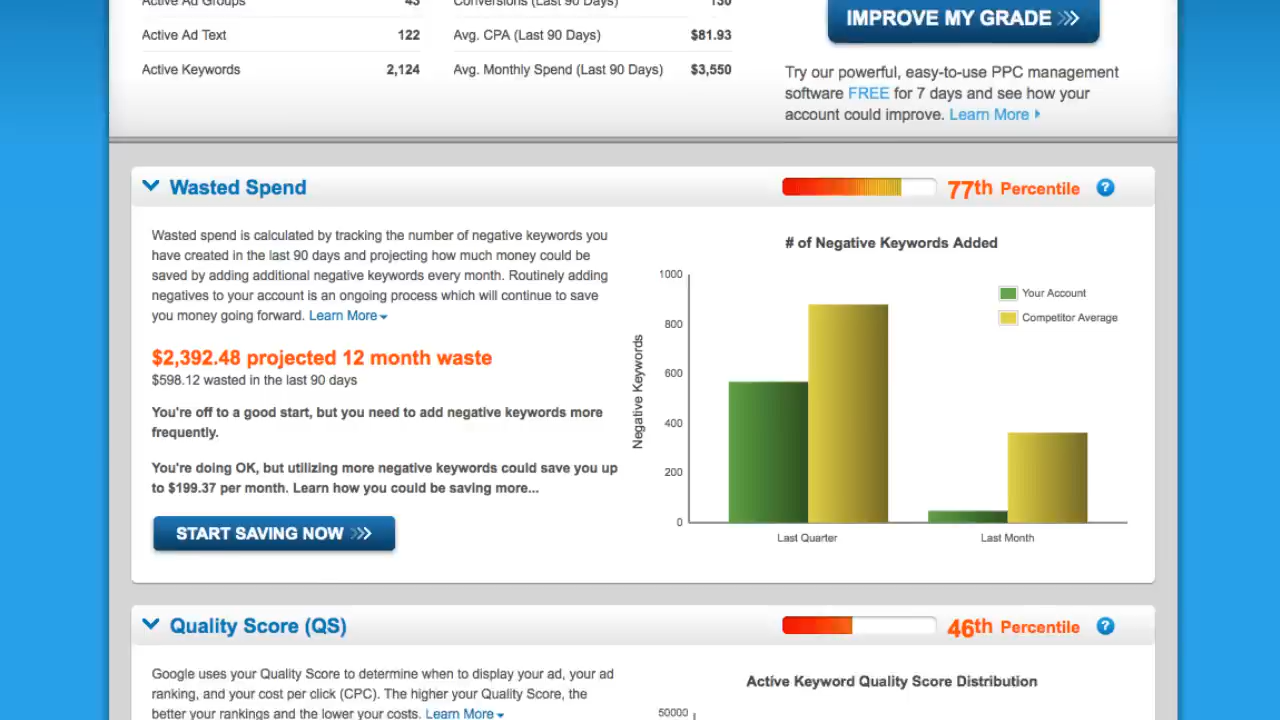 Active Ad Groups 43 Conversions (Last 90 Days) 130
IMPROVE MY GRADE
Active Ad Text 122 Avg. CPA (Last 90 Days) $81.93
Active Keywords 2,124 Avg. Monthly Spend (Last 90 Days) $3,550
Try our powerful, easy-to-use PPC management
software FREE for 7 days and see how your
account could improve. Learn More
Wasted Spend
77th Percentile ?
Wasted spend is calculated by tracking the number of negative keywords you
have created in the last 90 days and projecting how much money could be
saved by adding additional negative keywords every month. Routinely adding
negatives to your account is an ongoing process which will continue to save
you money going forward. Learn More
$2,392.48 projected 12 month waste
$598.12 wasted in the last 90 days
You're off to a good start, but you need to add negative keywords more
frequently.
You're doing OK, but utilizing more negative keywords could save you up
to $199.37 per month. Learn how you could be saving more...
START SAVING NOW
# of Negative Keywords Added
Negative Keywords
1000
800
600
400
200
0
Your Account
Competitor Average
Last Quarter
Last Month
Quality Score (QS)
46th Percentile ?
Google uses your Quality Score to determine when to display your ad, your ad
ranking, and your cost per click (CPC). The higher your Quality Score, the
better your rankings and the lower your costs. Learn More
Active Keyword Quality Score Distribution
50000